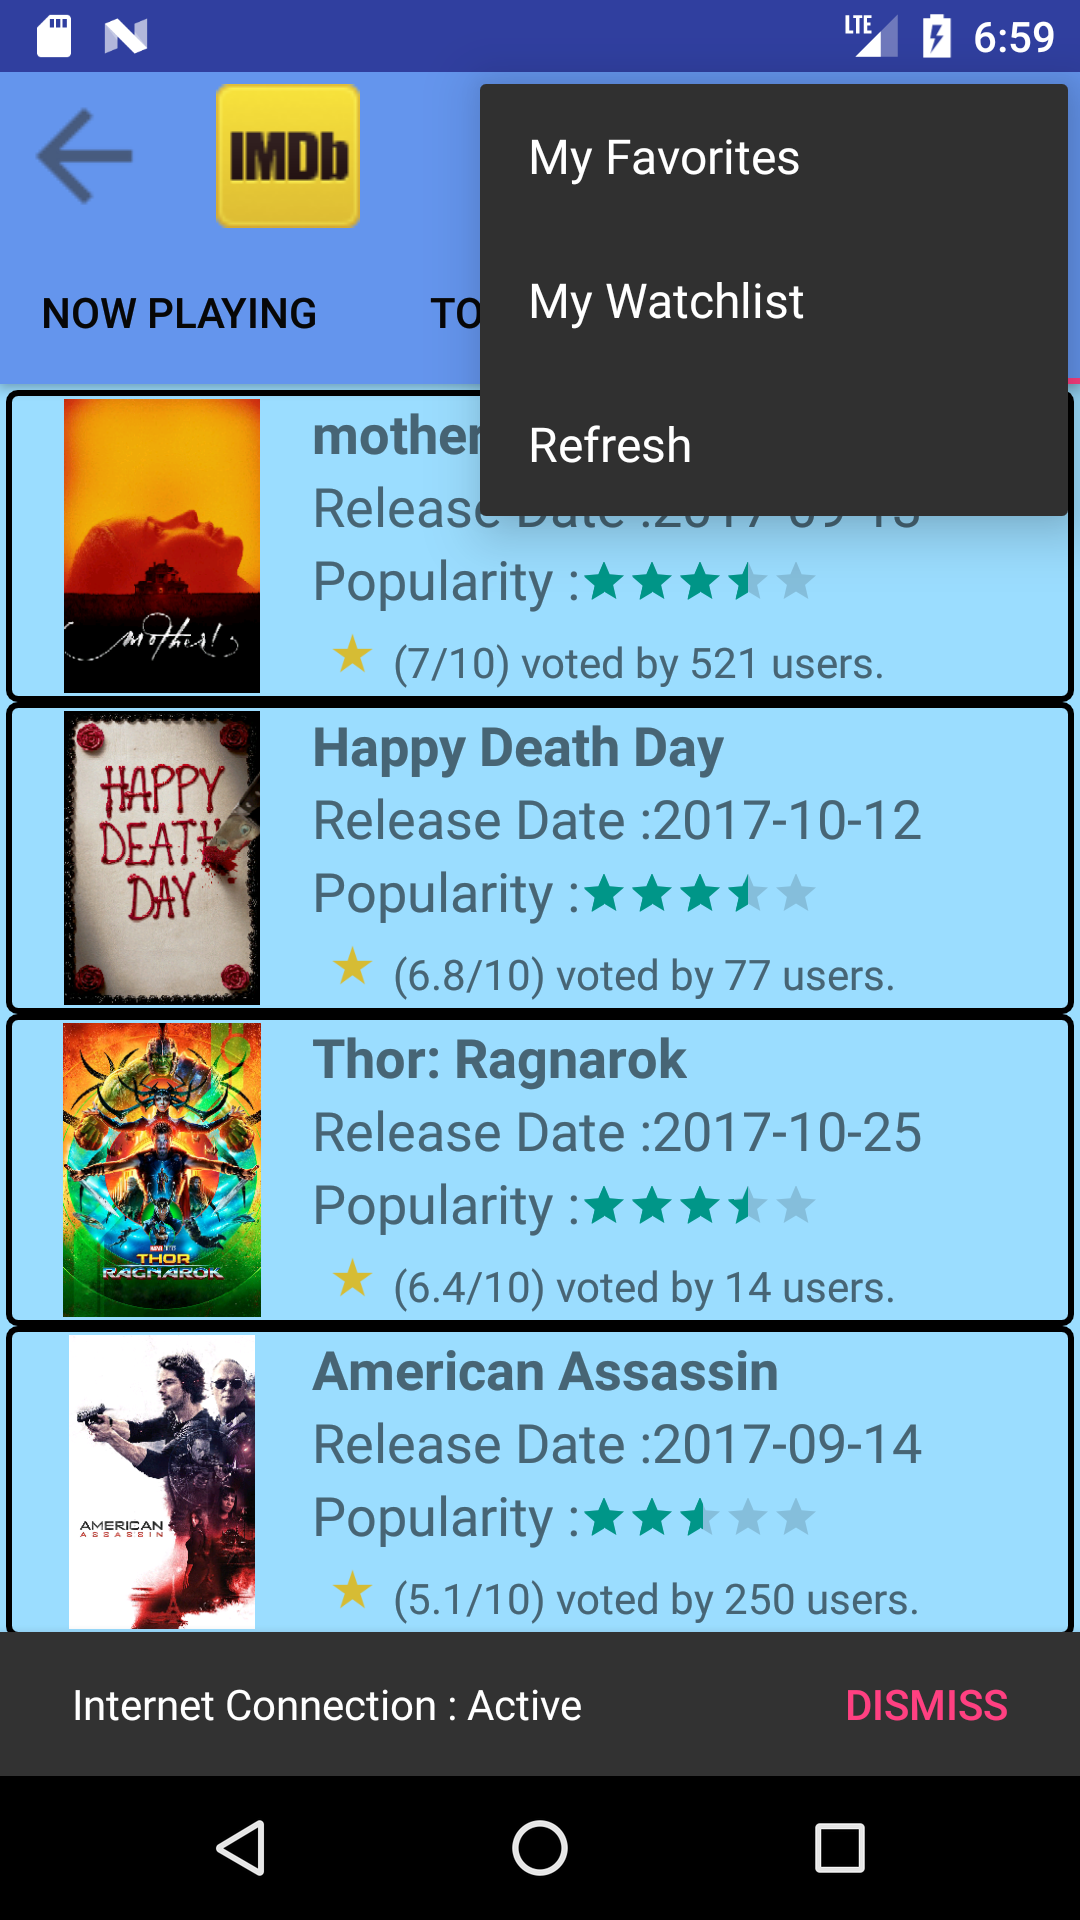 LTE 6:59
IMDb
My Favorites
My Watchlist
Refresh
NOW PLAYING TO
mother
Release Date :2017-09-13
Popularity :
(7/10) voted by 521 users.
mother!
Happy Death Day
Release Date :2017-10-12
Popularity :
(6.8/10) voted by 77 users.
HAPPY
DEATH
DAY
Thor: Ragnarok
Release Date :2017-10-25
Popularity :
(6.4/10) voted by 14 users.
THOR
RAGNAROK
American Assassin
Release Date :2017-09-14
Popularity :
(5.1/10) voted by 250 users.
AMERICAN
ASSASSIN
Internet Connection : Active DISMISS